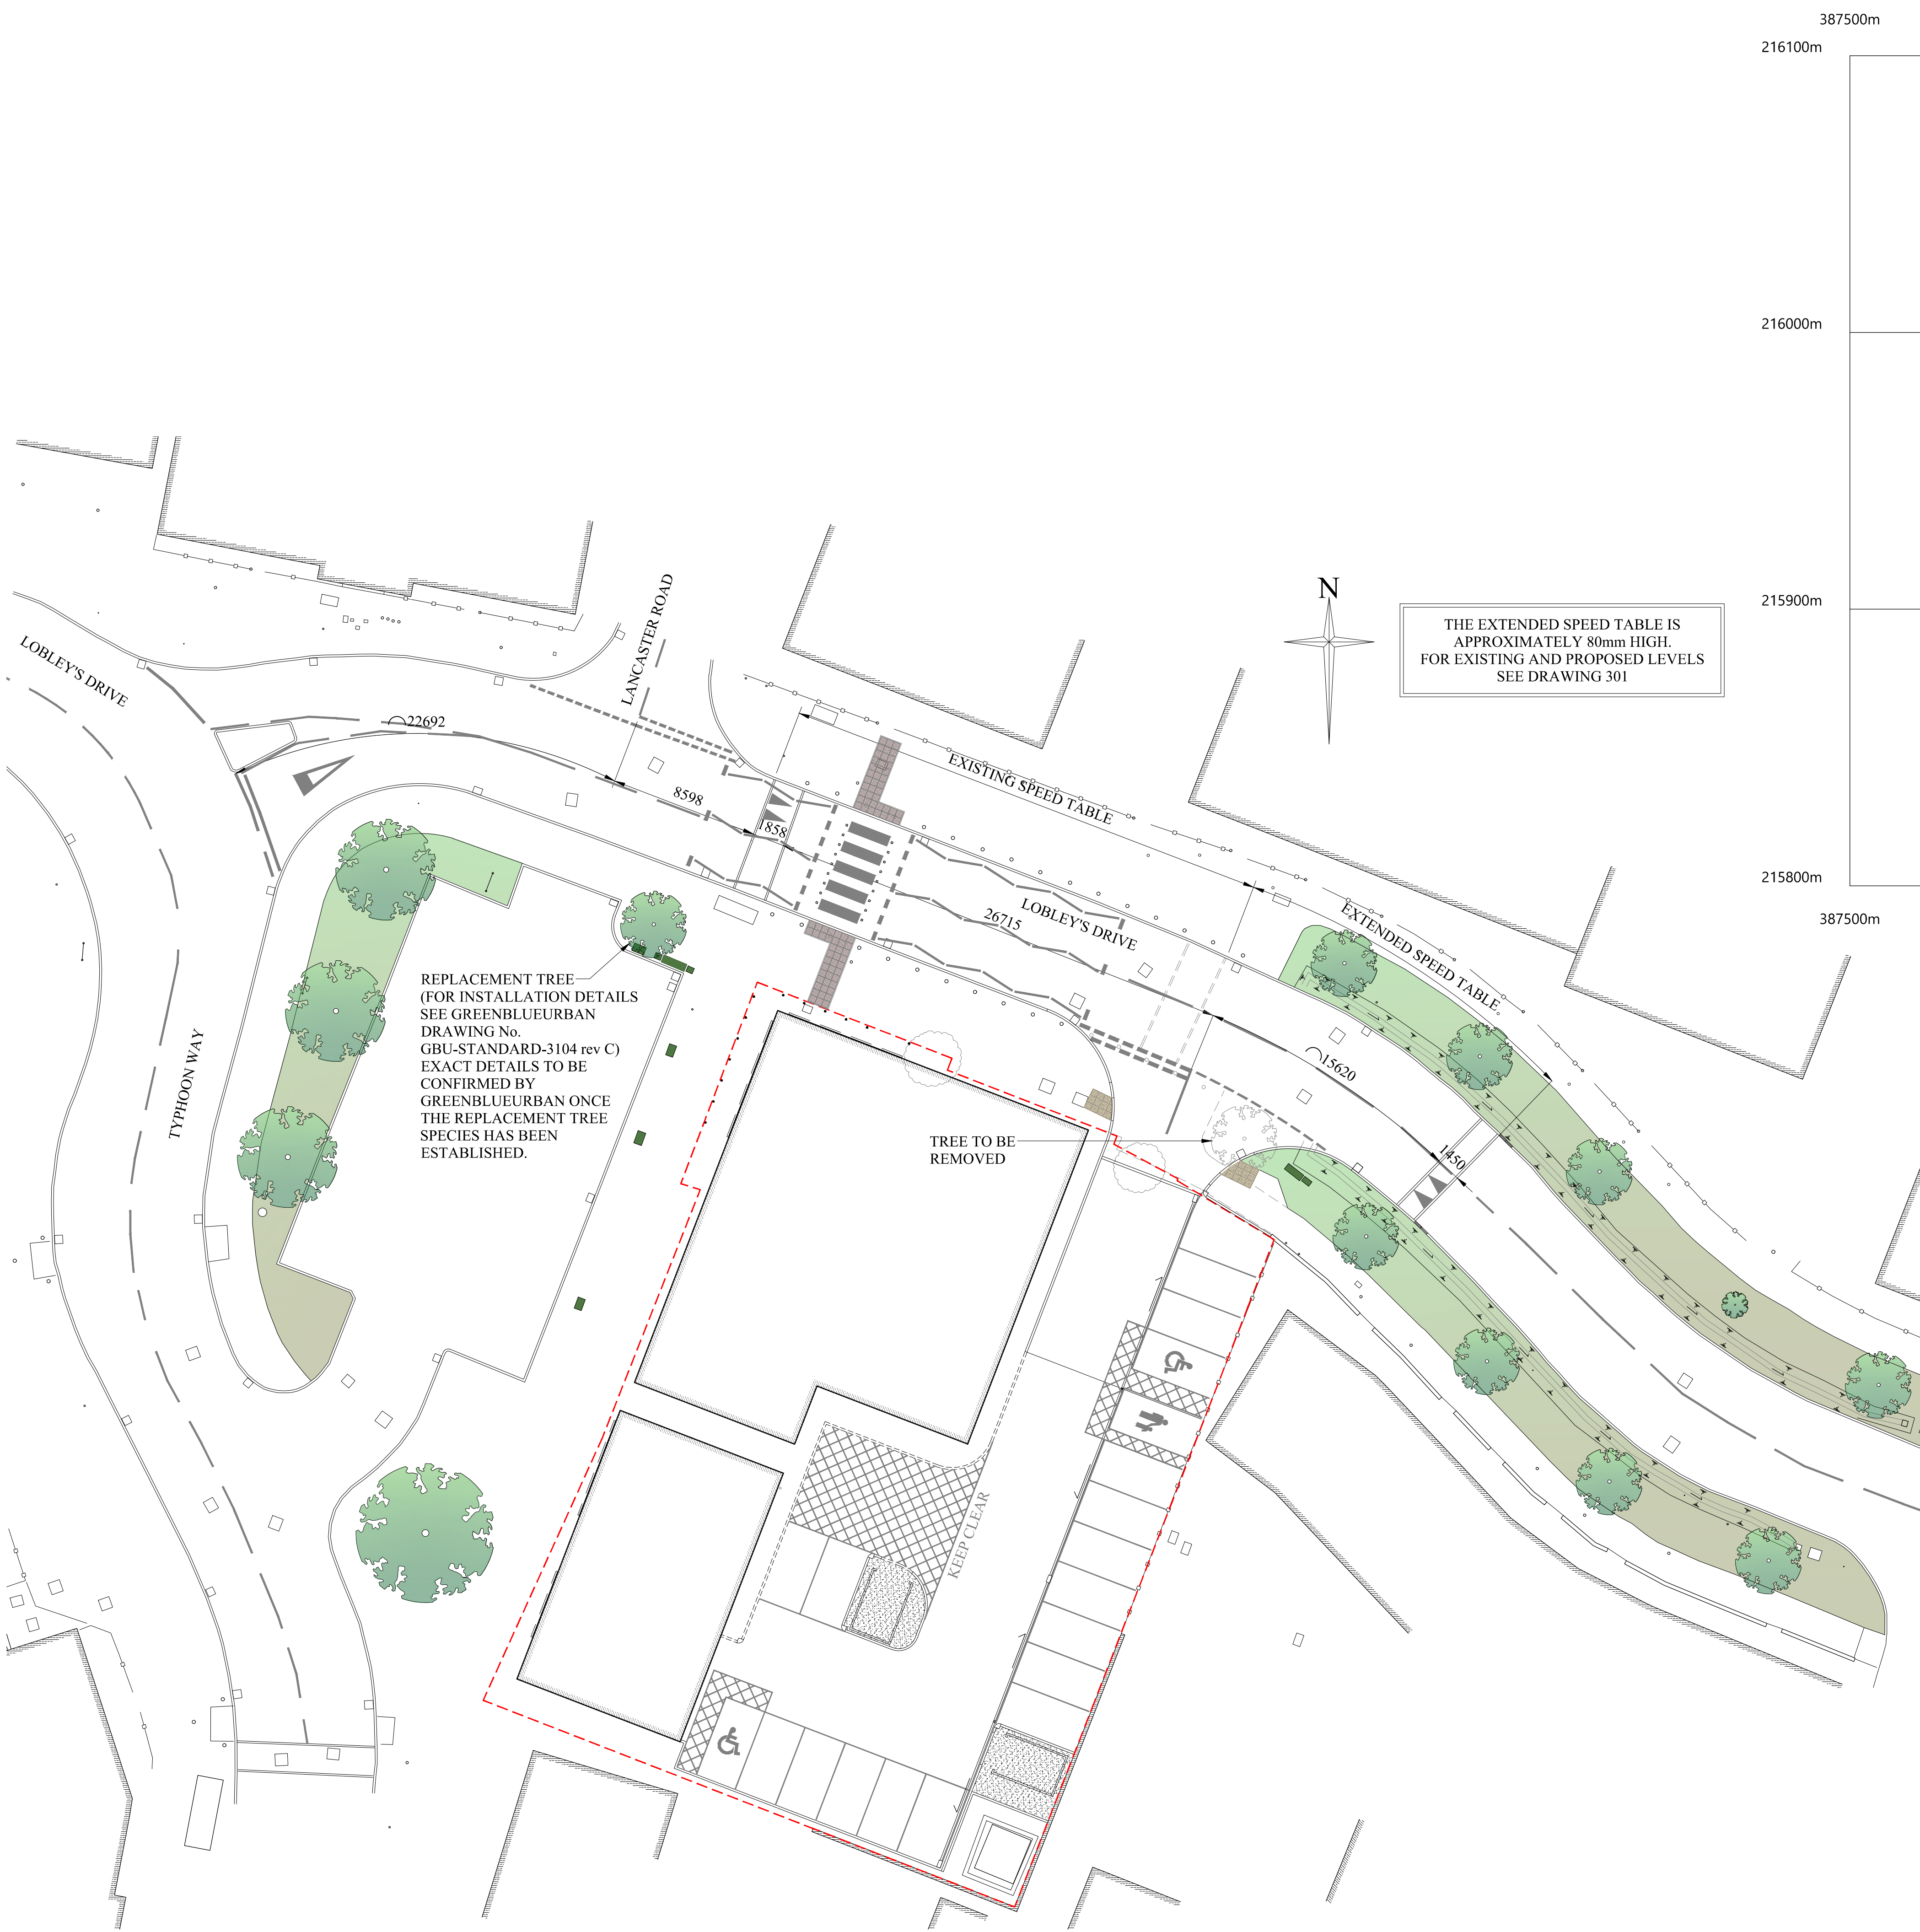 387500m
216100m
216000m
N
215900m
THE EXTENDED SPEED TABLE IS
APPROXIMATELY 80mm HIGH.
FOR EXISTING AND PROPOSED LEVELS
SEE DRAWING 301
LANCASTER ROAD
LOBLEY'S DRIVE
22692
EXISTING SPEED TABLE
8598
1858
215800m
387500m
26715
LOBLEY'S DRIVE
EXTENDED SPEED TABLE
REPLACEMENT TREE
(FOR INSTALLATION DETAILS
SEE GREENBLUEURBAN
DRAWING No.
GBU-STANDARD-3104 rev C)
EXACT DETAILS TO BE
CONFIRMED BY
GREENBLUEURBAN ONCE
THE REPLACEMENT TREE
SPECIES HAS BEEN
ESTABLISHED.
TYPHOON WAY
15620
TREE TO BE
REMOVED
1450
KEEP CLEAR